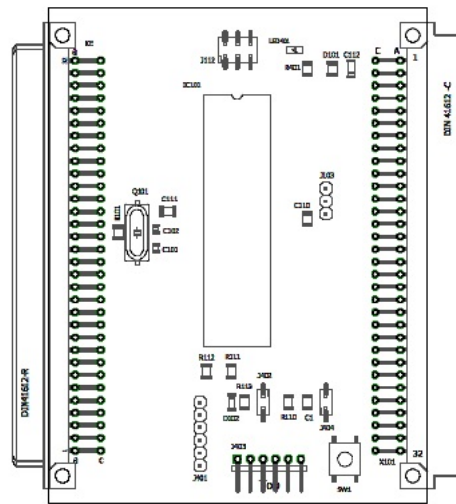 LED401
J112
R401
D101
C112
C
A
1
DIN 41612 -C
IC101
Q101
C111
R101
C102
C101
J103
C110
DIN41612-R
R112
R111
J402
R113
D102
R110
C1
J404
J401
J403
SW1
X101
32
C